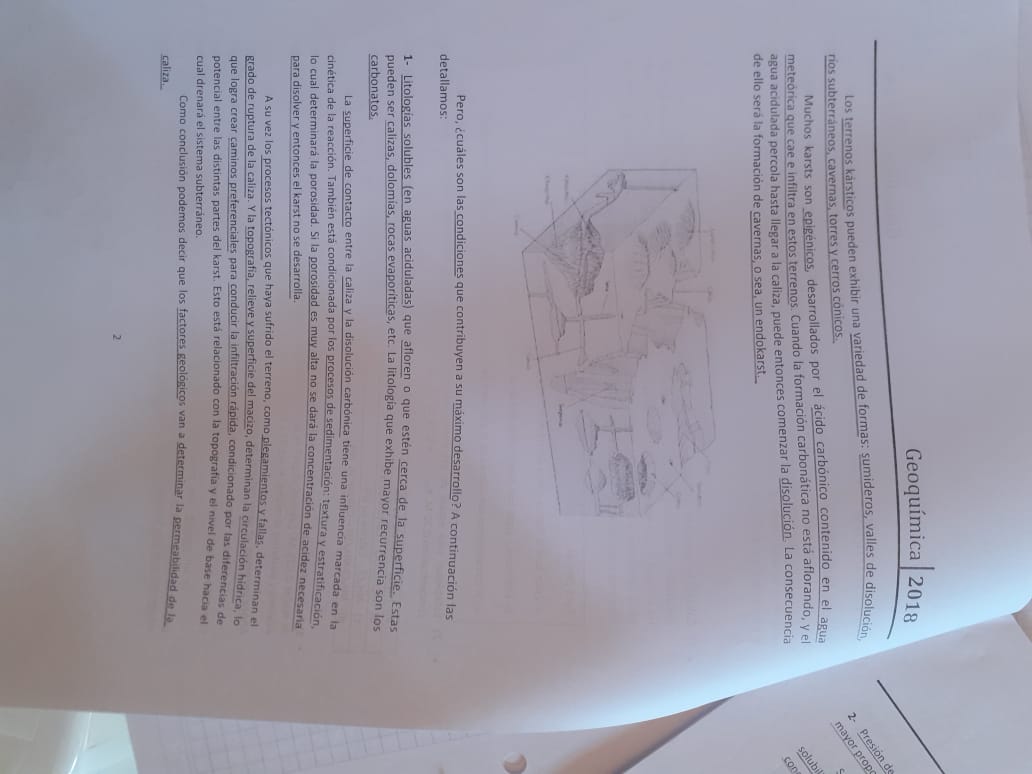 Geoquímica 2018
Los terrenos kársticos pueden exhibir una variedad de formas: sumideros, valles de disolución,
ríos subterráneos, cavernas, torres y cerros cónicos.
Muchos karsts son epigénicos, desarrollados por el ácido carbónico contenido en el agua
meteórica que cae e infiltra en estos terrenos. Cuando la formación carbonática no está aflorando, y el
agua acidulada percola hasta llegar a la caliza, puede entonces comenzar la disolución. La consecuencia
de ello será la formación de cavernas, o sea, un endokarst.
Pero, ¿cuáles son las condiciones que contribuyen a su máximo desarrollo? A continuación las
detallamos:
1- Litologías solubles (en aguas aciduladas) que afloren o que estén cerca de la superficie. Estas
pueden ser calizas, dolomías, rocas evaporíticas, etc. La litología que exhibe mayor recurrencia son los
carbonatos.
La superficie de contacto entre la caliza y la disolución carbónica tiene una influencia marcada en la
cinética de la reacción. También está condicionada por los procesos de sedimentación: textura y estratificación,
lo cual determinará la porosidad. Si la porosidad es muy alta no se dará la concentración de acidez necesaria
para disolver y entonces el karst no se desarrolla.
A su vez los procesos tectónicos que haya sufrido el terreno, como plegamientos y fallas, determinan el
grado de ruptura de la caliza. Y la topografía, relieve y superficie del macizo, determinan la circulación hídrica, lo
que logra crear caminos preferenciales para conducir la infiltración rápida, condicionado por las diferencias de
potencial entre las distintas partes del karst. Esto está relacionado con la topografía y el nivel de base hacia el
cual drenará el sistema subterráneo.
Como conclusión podemos decir que los factores geológicos van a determinar la permeabilidad de la
caliza.
2
2- Presión de
mayor prop
solubil
con